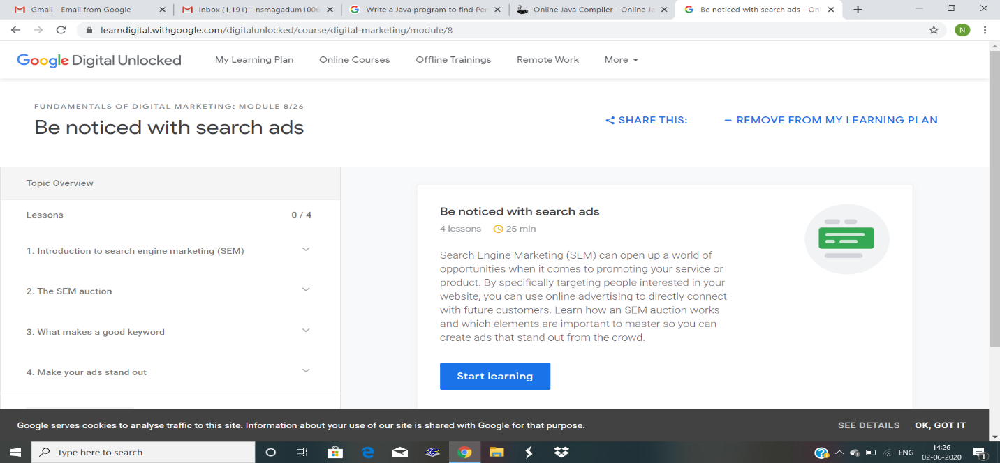 Gmail - Email from Google
Inbox (1,191) - nsmagadum1006
Write a Java program to find Per
Online Java Compiler - Online Ja
Be noticed with search ads - Onl
learndigital.withgoogle.com/digitalunlocked/course/digital-marketing/module/8
N
Google Digital Unlocked
My Learning Plan
Online Courses
Offline Trainings
Remote Work
More
FUNDAMENTALS OF DIGITAL MARKETING: MODULE 8/26
Be noticed with search ads
SHARE THIS:
REMOVE FROM MY LEARNING PLAN
Topic Overview
Lessons 0 / 4
1. Introduction to search engine marketing (SEM)
2. The SEM auction
3. What makes a good keyword
4. Make your ads stand out
Be noticed with search ads
4 lessons 25 min
Search Engine Marketing (SEM) can open up a world of
opportunities when it comes to promoting your service or
product. By specifically targeting people interested in your
website, you can use online advertising to directly connect
with future customers. Learn how an SEM auction works
and which elements are important to master so you can
create ads that stand out from the crowd.
Start learning
Google serves cookies to analyse traffic to this site. Information about your use of our site is shared with Google for that purpose.
SEE DETAILS
OK, GOT IT
Type here to search
ENG
14:26
02-06-2020
1